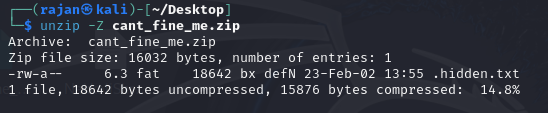 ┌──(rajan㉿kali)-[~/Desktop]
└─$ unzip -Z cant_fine_me.zip
Archive:  cant_fine_me.zip
Zip file size: 16032 bytes, number of entries: 1
-rw-a--     6.3 fat    18642 bx defN 23-Feb-02 13:55 .hidden.txt
1 file, 18642 bytes uncompressed, 15876 bytes compressed:  14.8%